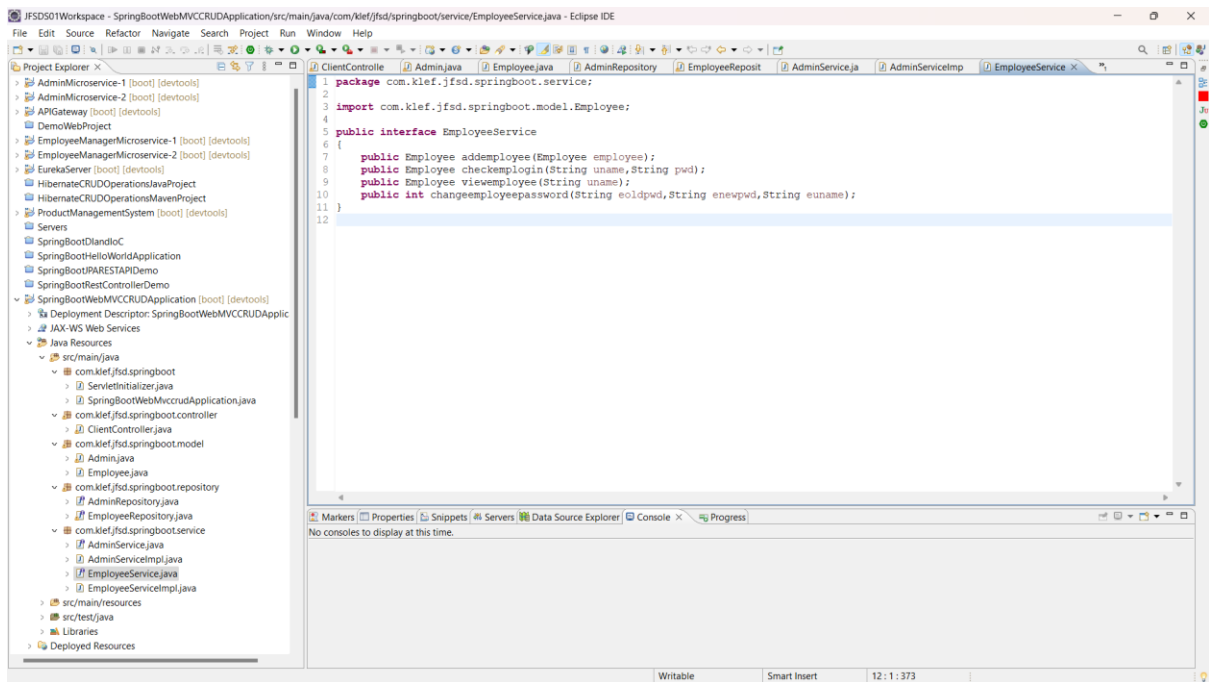 JFSDS01Workspace - SpringBootWebMVCCRUDApplication/src/main/java/com/klef/jfsd/springboot/service/EmployeeService.java - Eclipse IDE
File Edit Source Refactor Navigate Search Project Run Window Help
Project Explorer
AdminMicroservice-1 [boot] [devtools]
AdminMicroservice-2 [boot] [devtools]
APIGateway [boot] [devtools]
DemoWebProject
EmployeeManagerMicroservice-1 [boot] [devtools]
EmployeeManagerMicroservice-2 [boot] [devtools]
EurekaServer [boot] [devtools]
HibernateCRUDOperationsJavaProject
HibernateCRUDOperationsMavenProject
ProductManagementSystem [boot] [devtools]
Servers
SpringBootDIandIoC
SpringBootHelloWorldApplication
SpringBootJPARESTAPIDemo
SpringBootRestControllerDemo
SpringBootWebMVCCRUDApplication [boot] [devtools]
Deployment Descriptor: SpringBootWebMVCCRUDApplic
JAX-WS Web Services
Java Resources
src/main/java
com.klef.jfsd.springboot
ServletInitializer.java
SpringBootWebMvccrudApplication.java
com.klef.jfsd.springboot.controller
ClientController.java
com.klef.jfsd.springboot.model
Admin.java
Employee.java
com.klef.jfsd.springboot.repository
AdminRepository.java
EmployeeRepository.java
com.klef.jfsd.springboot.service
AdminService.java
AdminServiceImpl.java
EmployeeService.java
EmployeeServiceImpl.java
src/main/resources
src/test/java
Libraries
Deployed Resources
ClientControlle Admin.java Employee.java AdminRepository EmployeeReposit AdminService.ja AdminServiceImp EmployeeService
1 package com.klef.jfsd.springboot.service;
2
3 import com.klef.jfsd.springboot.model.Employee;
4
5 public interface EmployeeService
6 {
7 public Employee addemployee(Employee employee);
8 public Employee checkemplogin(String uname,String pwd);
9 public Employee viewemployee(String uname);
10 public int changeemployeepassword(String eoldpwd,String enewpwd,String euname);
11 }
12
Markers Properties Snippets Servers Data Source Explorer Console Progress
No consoles to display at this time.
Writable Smart Insert 12 : 1 : 373